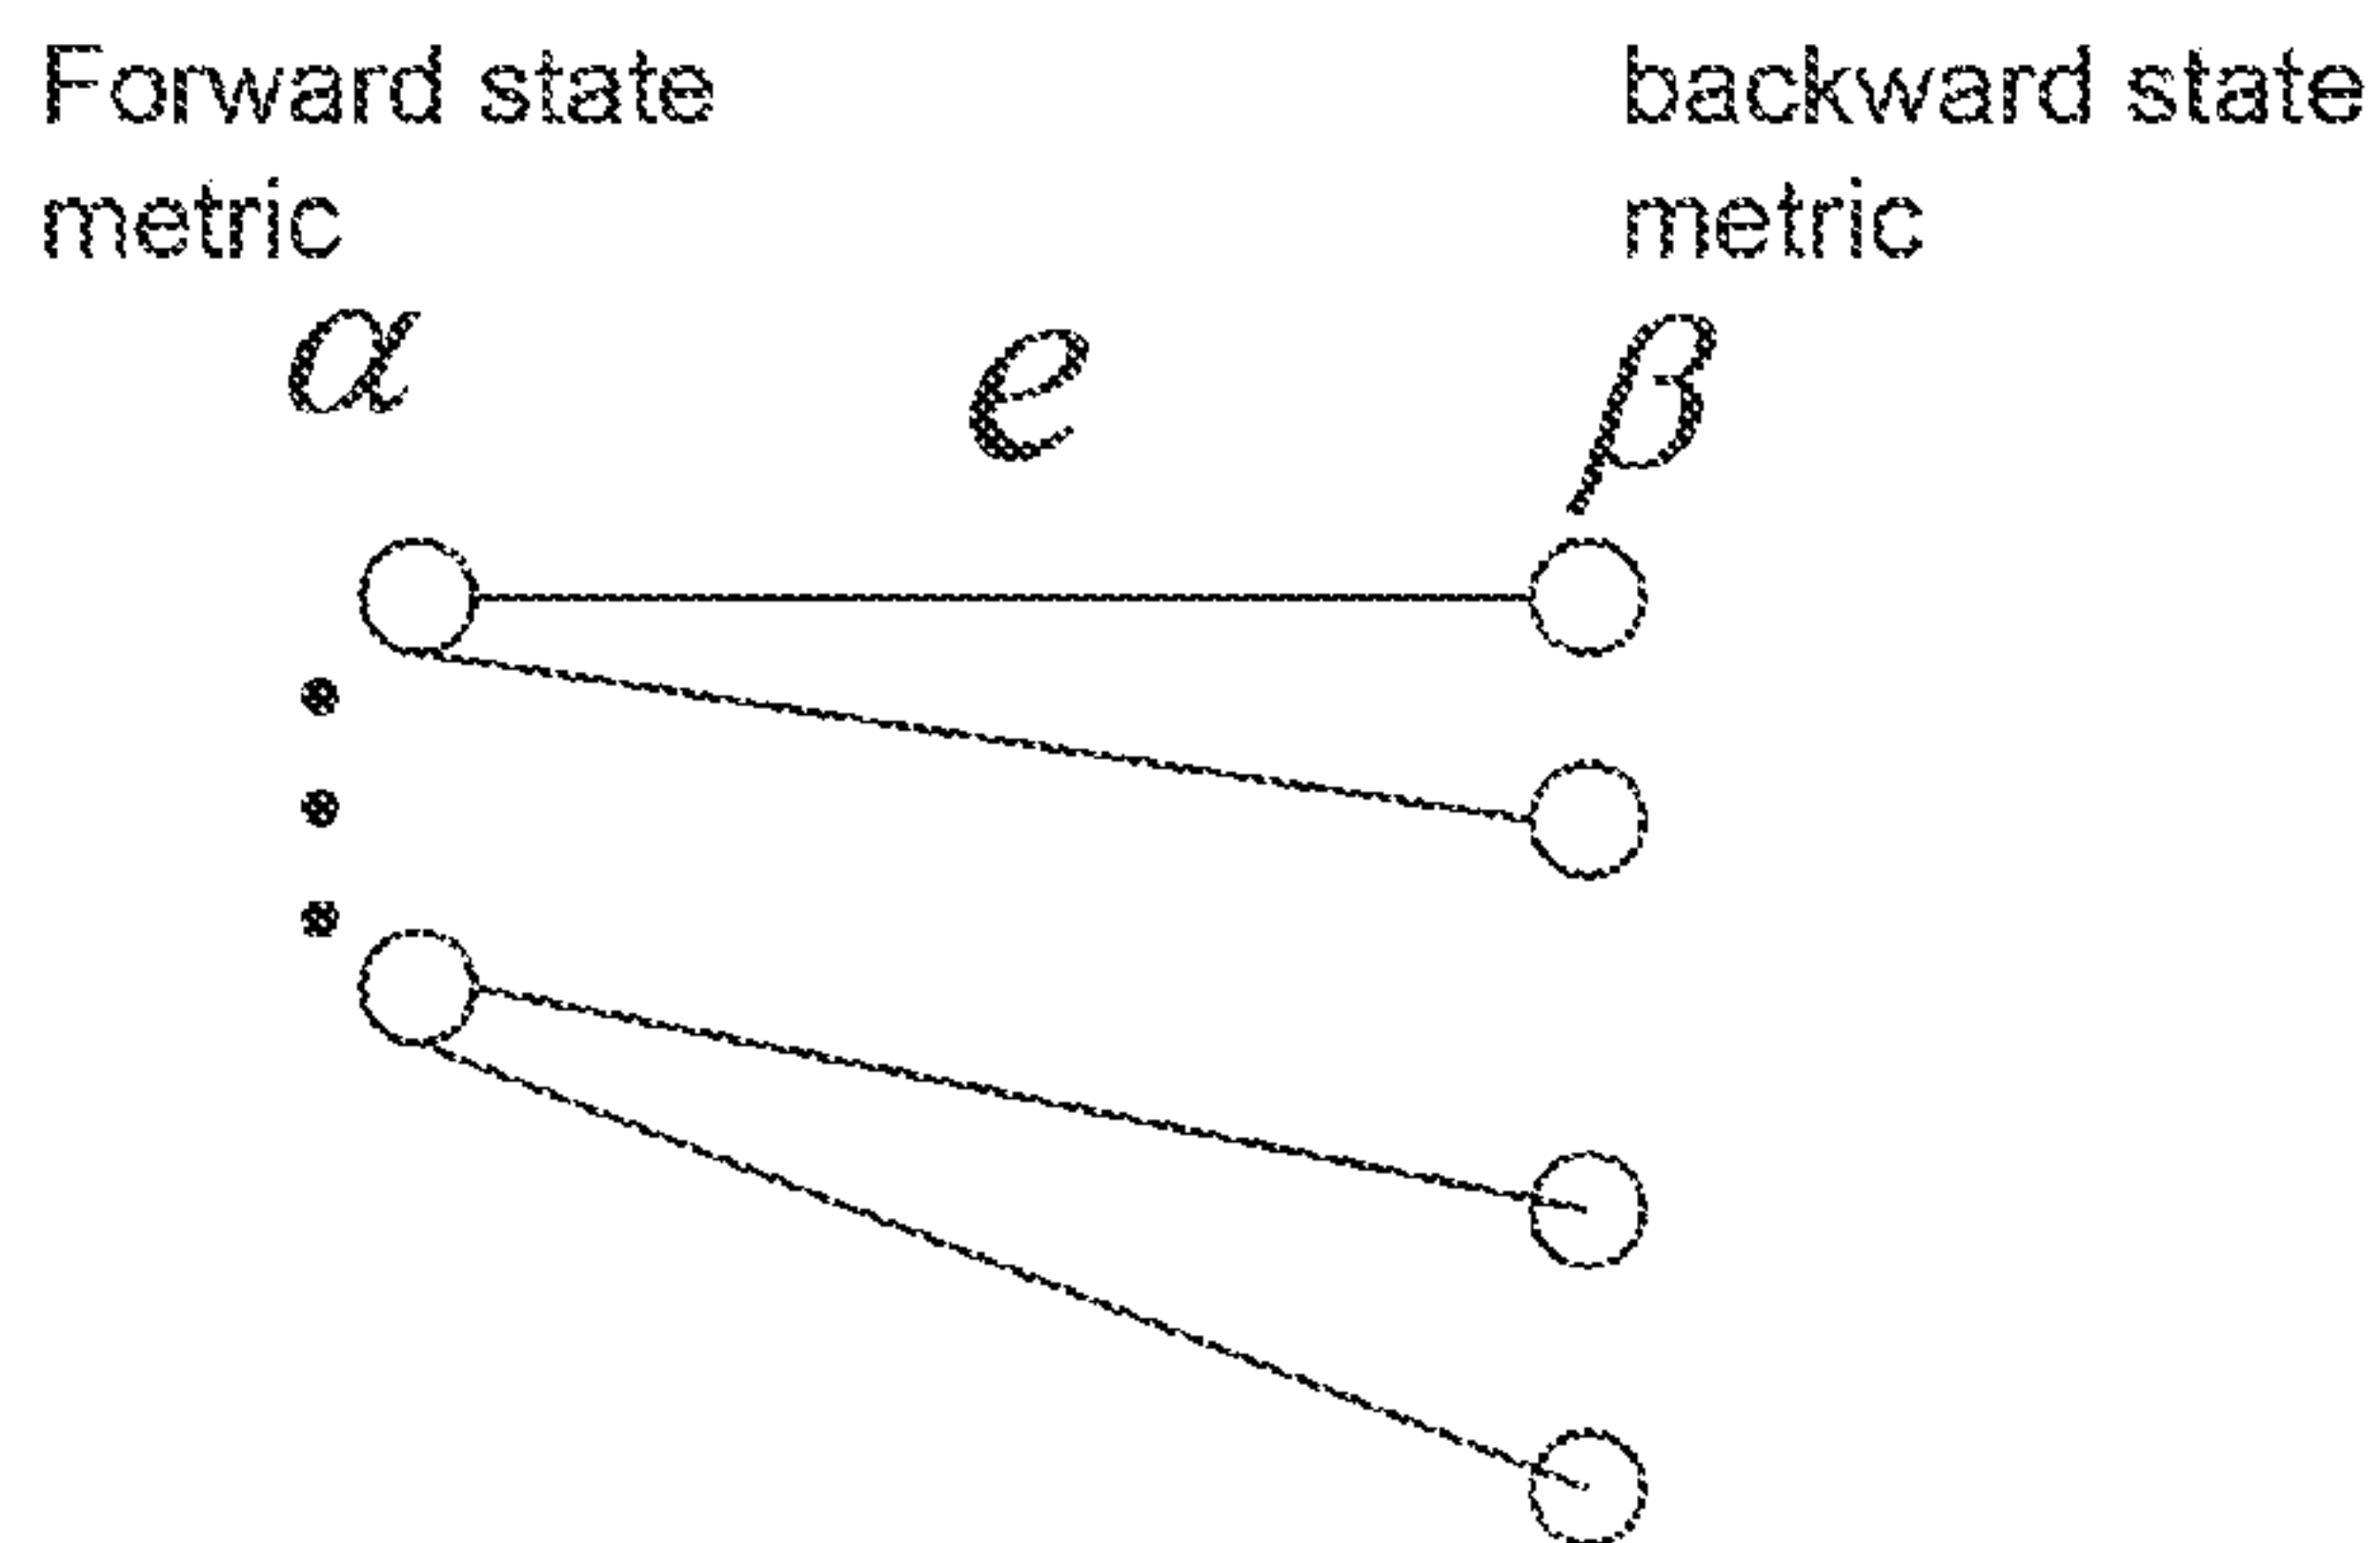 Forward state
metric
backward state
metric
α e β